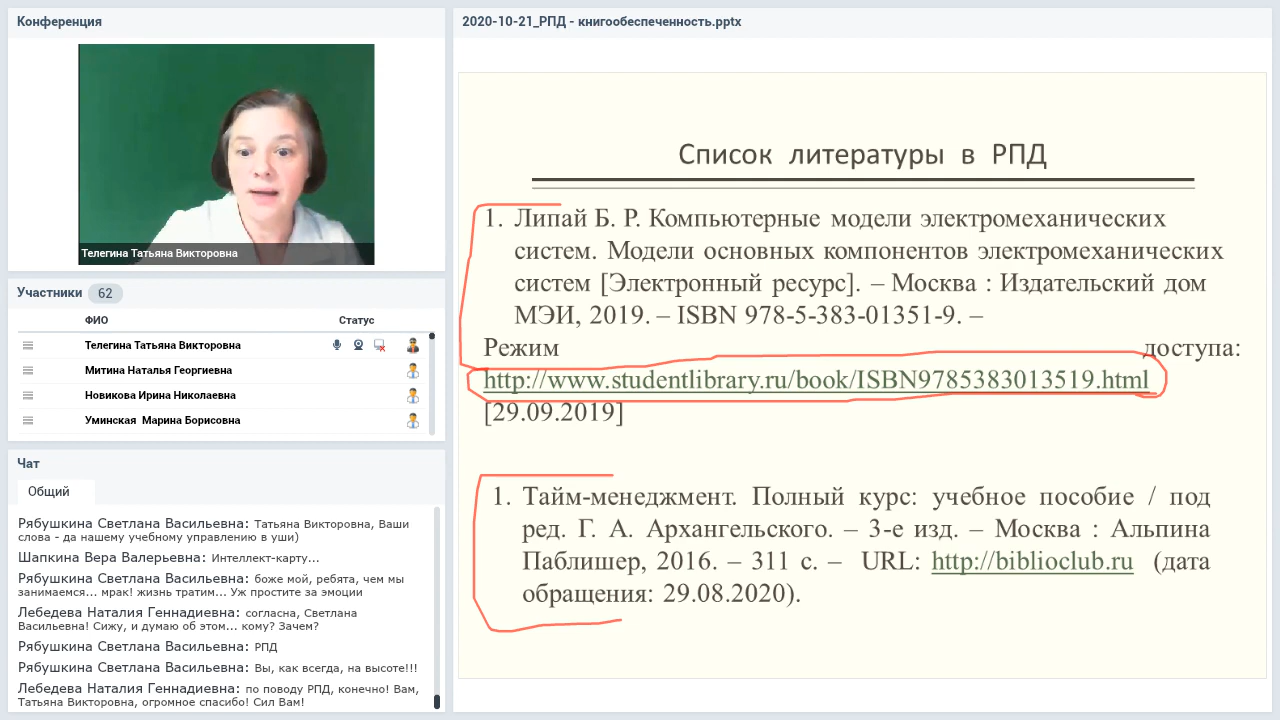 Конференция
Телегина Татьяна Викторовна
Участники 62
ФИО Статус
Телегина Татьяна Викторовна
Митина Наталья Георгиевна
Новикова Ирина Николаевна
Уминская Марина Борисовна
Чат
Общий
Рябушкина Светлана Васильевна: Татьяна Викторовна, Ваши
слова - да нашему учебному управлению в уши)
Шапкина Вера Валерьевна: Интеллект-карту...
Рябушкина Светлана Васильевна: боже мой, ребята, чем мы
занимаемся... мрак! жизнь тратим... Уж простите за эмоции
Лебедева Наталия Геннадиевна: согласна, Светлана
Васильевна! Сижу, и думаю об этом... кому? Зачем?
Рябушкина Светлана Васильевна: РПД
Рябушкина Светлана Васильевна: Вы, как всегда, на высоте!!!
Лебедева Наталия Геннадиевна: по поводу РПД, конечно! Вам,
Татьяна Викторовна, огромное спасибо! Сил Вам!
2020-10-21_РПД - книгообеспеченность.pptx
Список литературы в РПД
1. Липай Б. Р. Компьютерные модели электромеханических
систем. Модели основных компонентов электромеханических
систем [Электронный ресурс]. – Москва : Издательский дом
МЭИ, 2019. – ISBN 978-5-383-01351-9. –
Режим доступа:
http://www.studentlibrary.ru/book/ISBN9785383013519.html
[29.09.2019]
1. Тайм-менеджмент. Полный курс: учебное пособие / под
ред. Г. А. Архангельского. – 3-е изд. – Москва : Альпина
Паблишер, 2016. – 311 с. – URL: http://biblioclub.ru (дата
обращения: 29.08.2020).